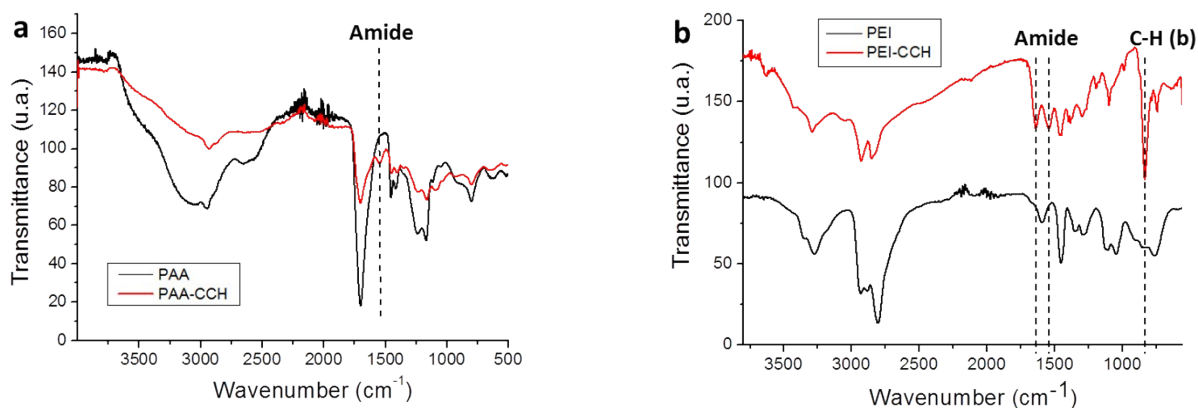 a
Amide
160
140
120
100
80
60
40
20
0
Transmittance (u.a.)
PAA
PAA-CCH
3500 3000 2500 2000 1500 1000 500
Wavenumber (cm⁻¹)
b
PEI
PEI-CCH
Amide C-H (b)
200
150
100
50
0
Transmittance (u.a.)
3500 3000 2500 2000 1500 1000
Wavenumber (cm⁻¹)